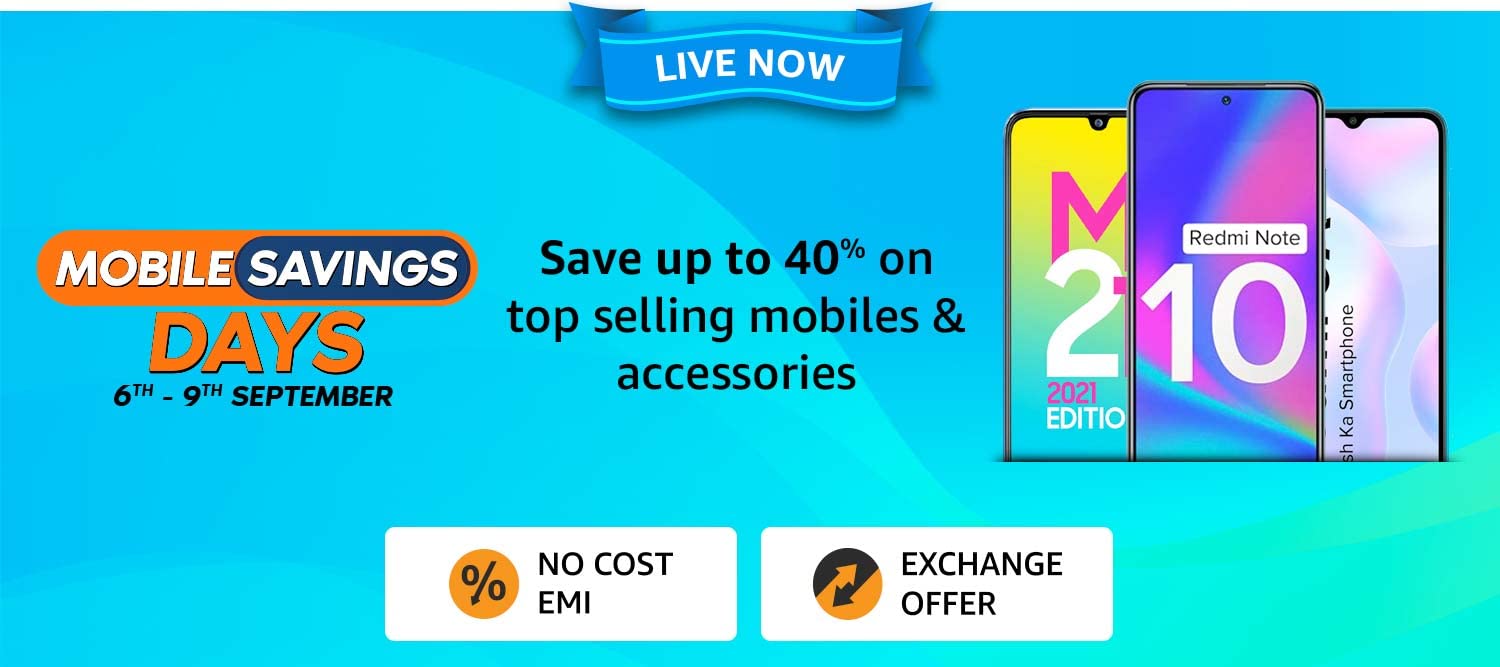 LIVE NOW
MOBILE SAVINGS
DAYS
6TH - 9TH SEPTEMBER
Save up to 40% on
top selling mobiles &
accessories
M
2
2021
EDITIO
Redmi Note
10
sh Ka Smartphone
NO COST
EMI
EXCHANGE
OFFER